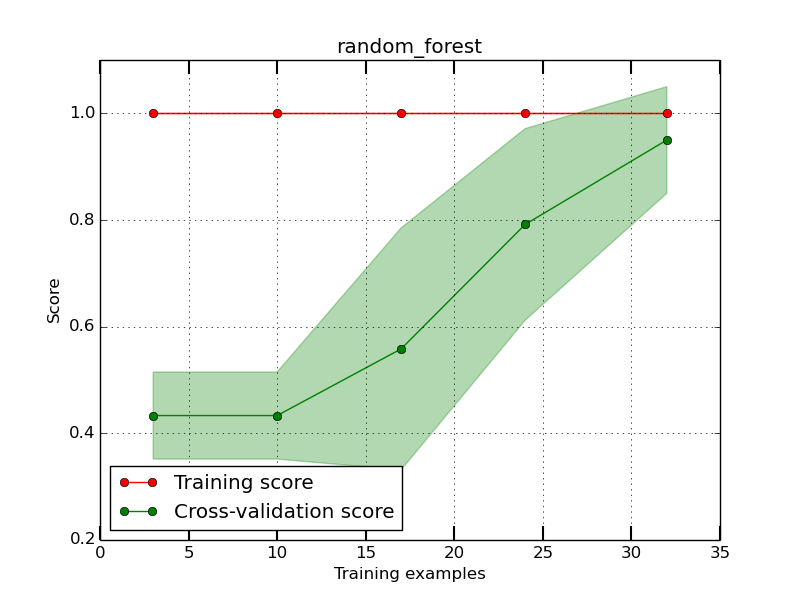 random_forest
1.0
0.8
0.6
0.4
0.2
Score
Training score
Cross-validation score
0 5 10 15 20 25 30 35
Training examples